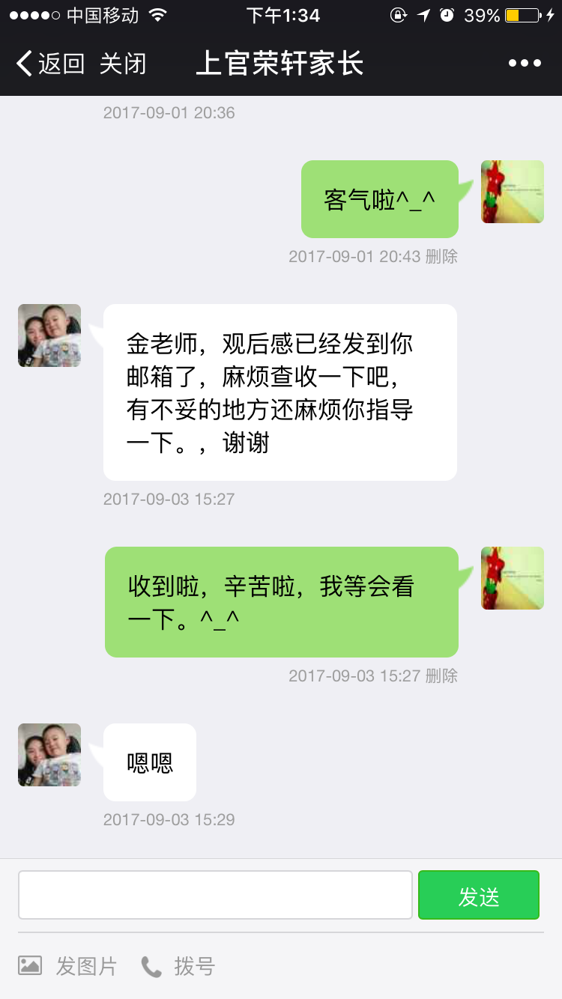 中国移动 下午1:34 39%
返回 关闭 上官荣轩家长
2017-09-01 20:36
客气啦^_^
2017-09-01 20:43 删除
金老师，观后感已经发到你
邮箱了，麻烦查收一下吧，
有不妥的地方还麻烦你指导
一下。，谢谢
2017-09-03 15:27
收到啦，辛苦啦，我等会看
一下。^_^
2017-09-03 15:27 删除
嗯嗯
2017-09-03 15:29
发送
发图片 拨号